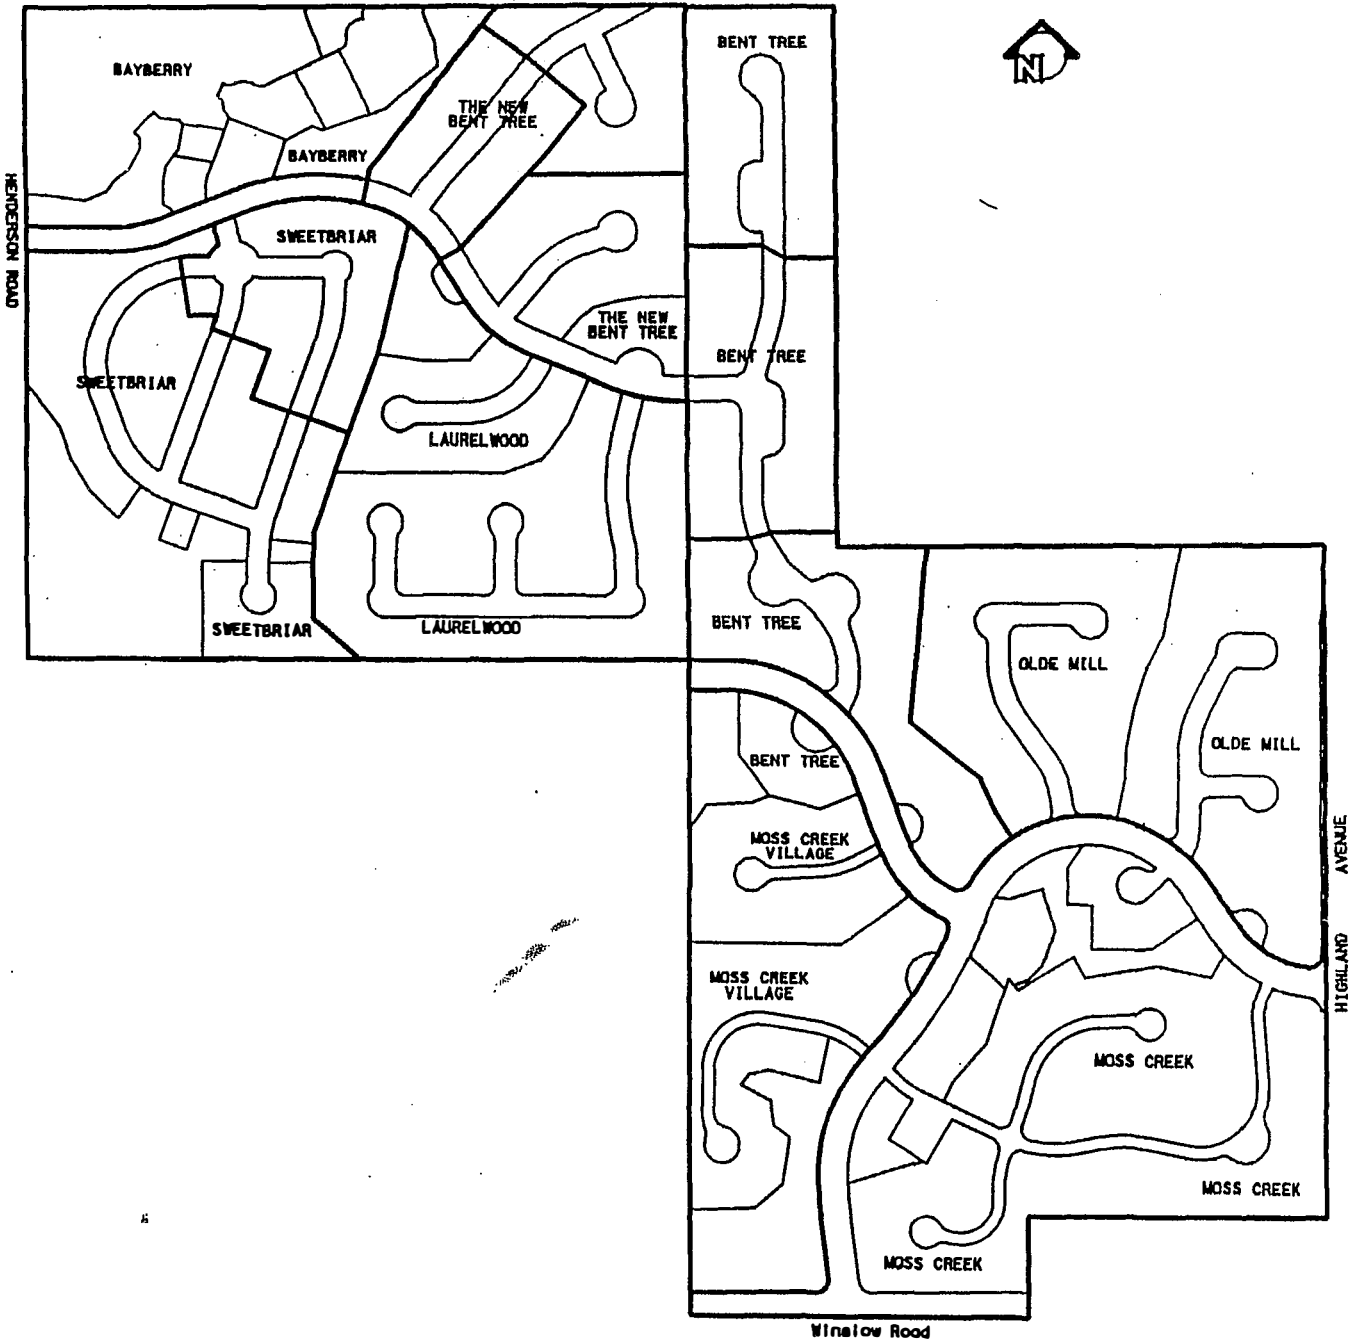 BENT TREE
N
BAYBERRY
THE NEW
BENT TREE
BAYBERRY
HENDERSON ROAD
SWEETBRIAR
THE NEW
BENT TREE
BENT TREE
SWEETBRIAR
LAURELWOOD
BENT TREE
SWEETBRIAR
LAURELWOOD
OLDE MILL
OLDE MILL
BENT TREE
MOSS CREEK
VILLAGE
HIGHLAND AVENUE
MOSS CREEK
VILLAGE
MOSS CREEK
MOSS CREEK
MOSS CREEK
Winslow Road